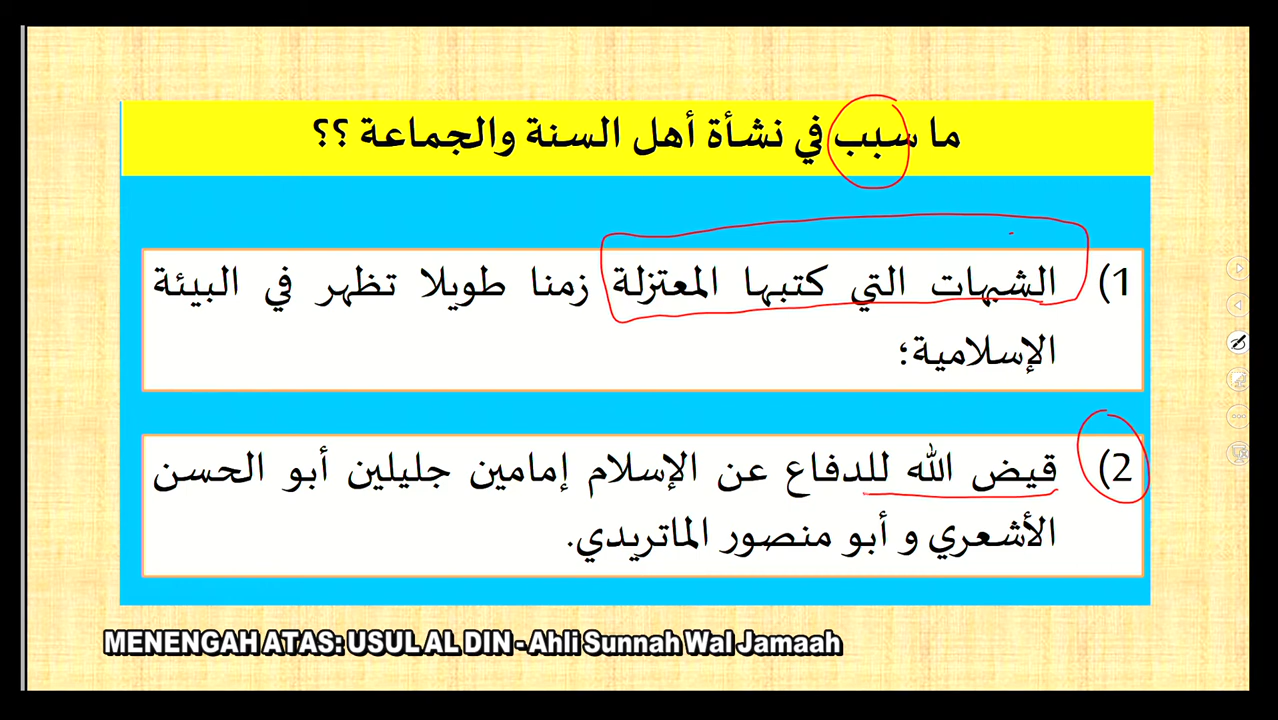 ما سبب في نشأة أهل السنة والجماعة ؟؟
1) الشبهات التي كتبها المعتزلة زمنا طويلا تظهر في البيئة
الإسلامية؛
2) قيض الله للدفاع عن الإسلام إمامين جليلين أبو الحسن
الأشعري و أبو منصور الماتريدي.
MENENGAH ATAS: USUL AL DIN - Ahli Sunnah Wal Jamaah